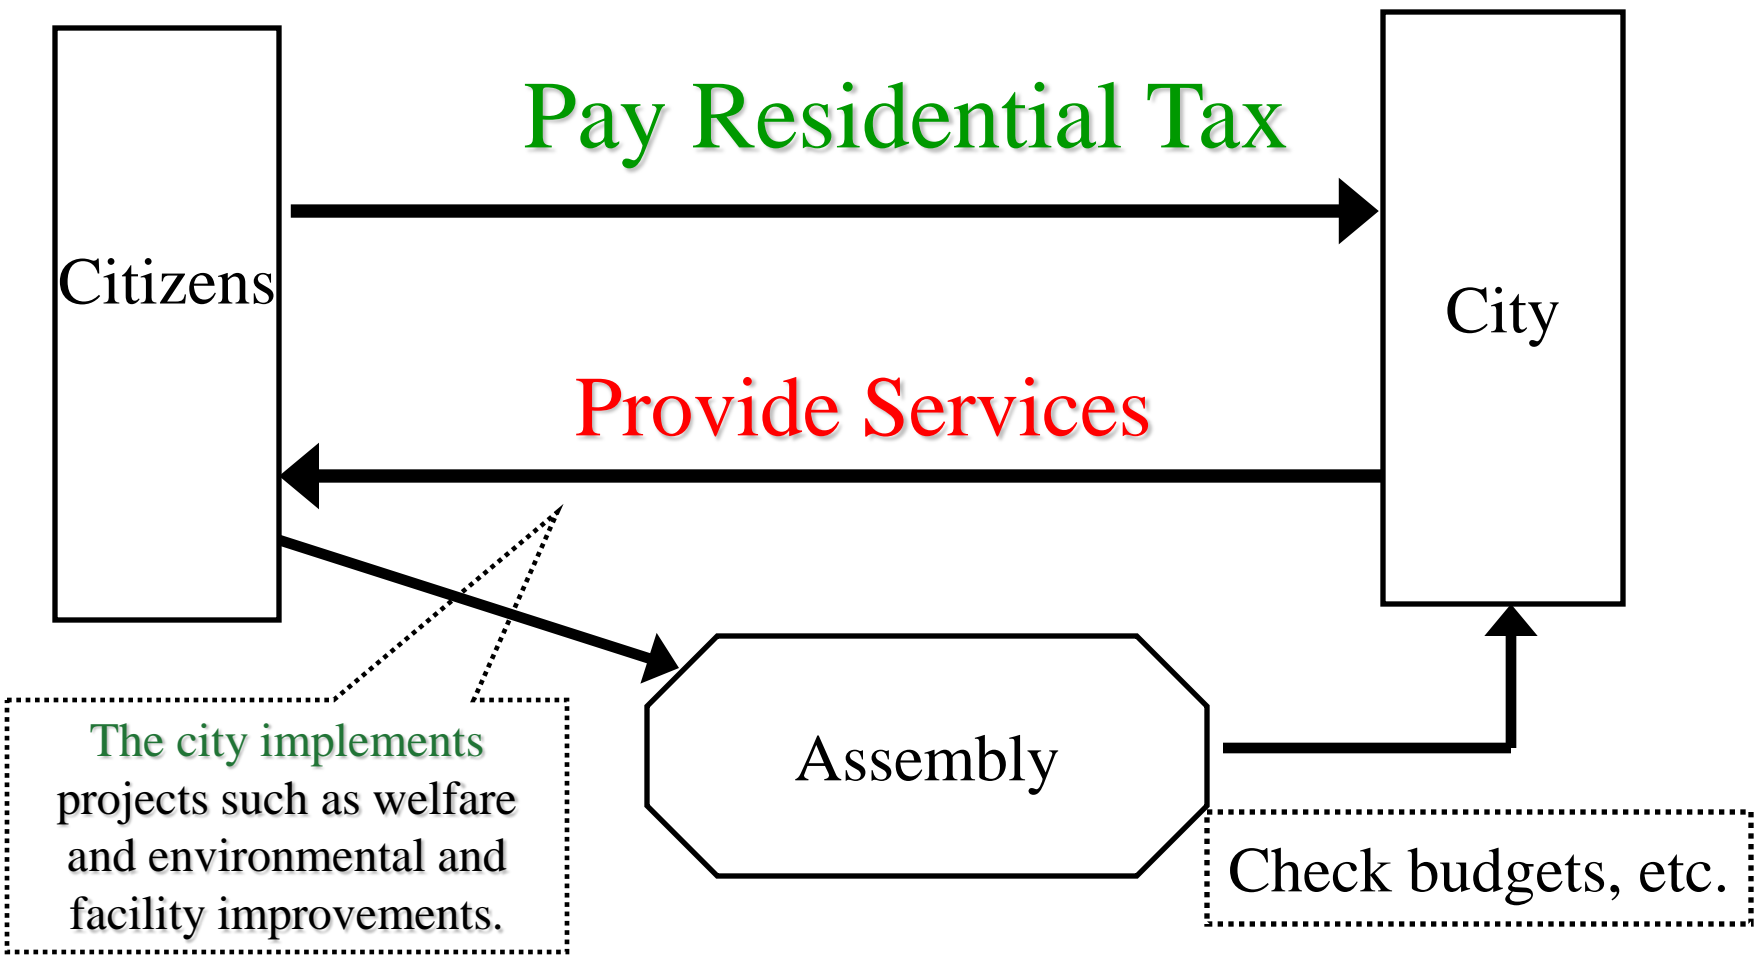 Pay Residential Tax
Citizens
City
Provide Services
The city implements
projects such as welfare
and environmental and
facility improvements.
Assembly
Check budgets, etc.